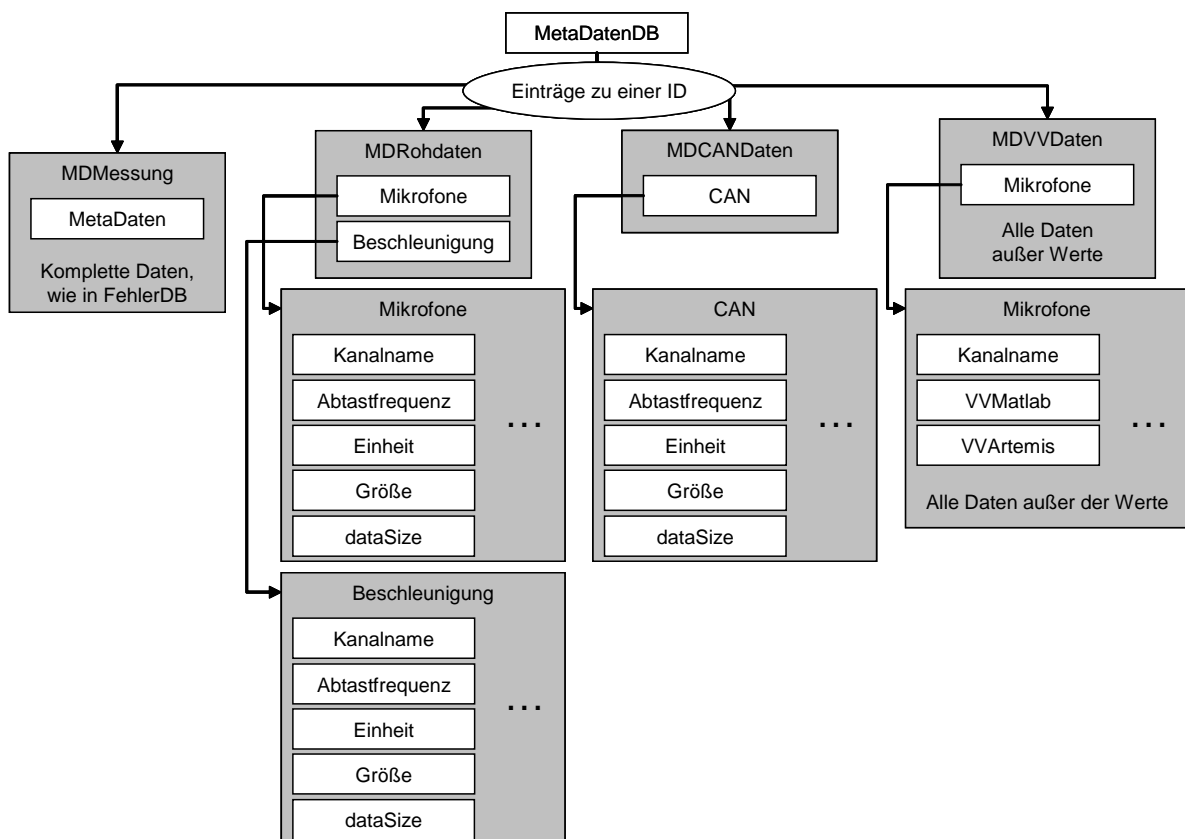 MetaDatenDB
Einträge zu einer ID
MDMessung
MetaDaten
Komplette Daten,
wie in FehlerDB
MDRohdaten
Mikrofone
Beschleunigung
MDCANDaten
CAN
MDVVDaten
Mikrofone
Alle Daten
außer Werte
Mikrofone
Kanalname
Abtastfrequenz
Einheit
Größe
dataSize
...
CAN
Kanalname
Abtastfrequenz
Einheit
Größe
dataSize
...
Mikrofone
Kanalname
VVMatlab
VVArtemis
...
Alle Daten außer der Werte
Beschleunigung
Kanalname
Abtastfrequenz
Einheit
Größe
dataSize
...